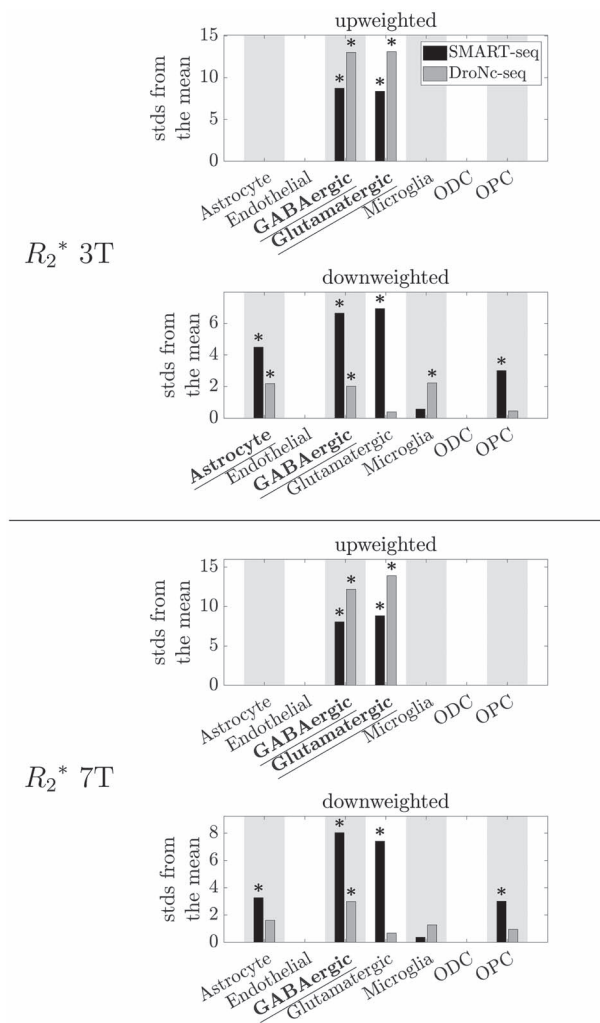 upweighted
15
10
5
0
stds from
the mean
SMART-seq
DroNc-seq
* * * *
Astrocyte
Endothelial
GABAergic
Glutamatergic
Microglia
ODC
OPC
R₂* 3T
downweighted
6
4
2
0
stds from
the mean
* * * * * * *
Astrocyte
Endothelial
GABAergic
Glutamatergic
Microglia
ODC
OPC
upweighted
15
10
5
0
stds from
the mean
* * * *
Astrocyte
Endothelial
GABAergic
Glutamatergic
Microglia
ODC
OPC
R₂* 7T
downweighted
8
6
4
2
0
stds from
the mean
* * * * *
Astrocyte
Endothelial
GABAergic
Glutamatergic
Microglia
ODC
OPC